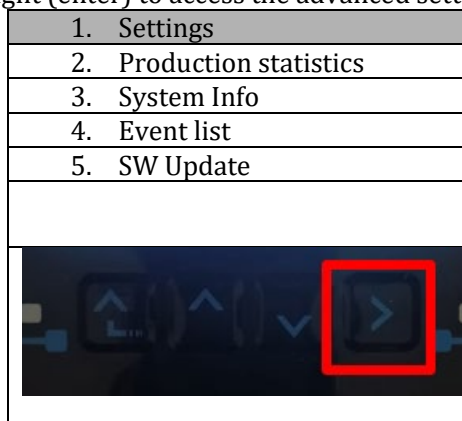 ght (enter) to access the advanced sett
1. Settings
2. Production statistics
3. System Info
4. Event list
5. SW Update